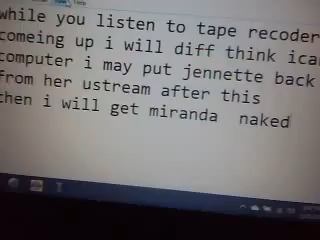 while you listen to tape recoder
comeing up i will diff think ica
computer i may put jennette back
from her ustream after this
then i will get miranda naked